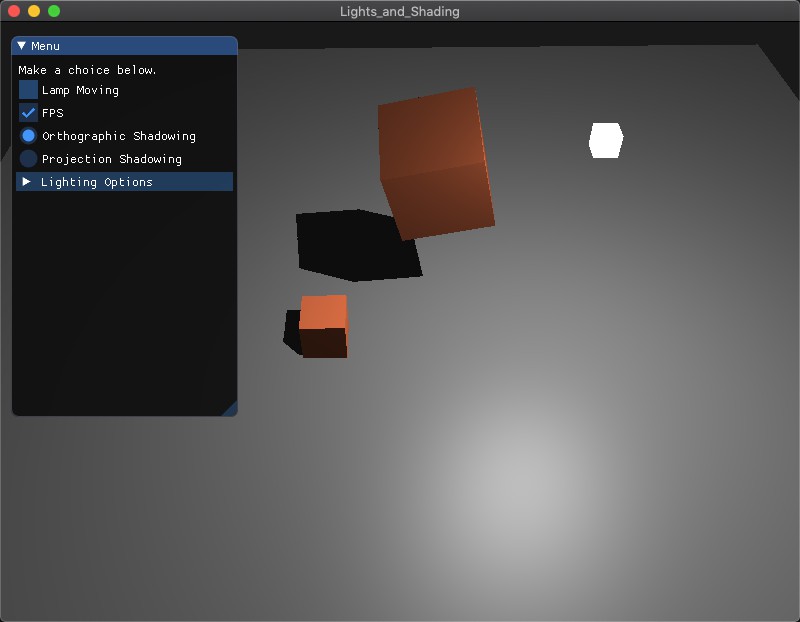 Lights_and_Shading
Menu
Make a choice below.
Lamp Moving
FPS
Orthographic Shadowing
Projection Shadowing
Lighting Options